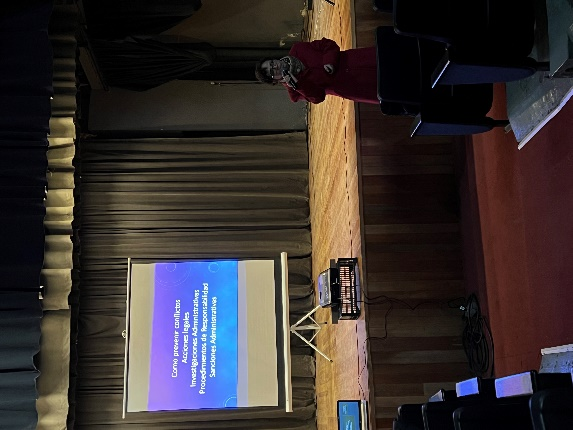 Como prevenir conflictos
Acciones legales
Investigaciones Administrativas
Procedimientos de Responsabilidad
Sanciones Administrativas